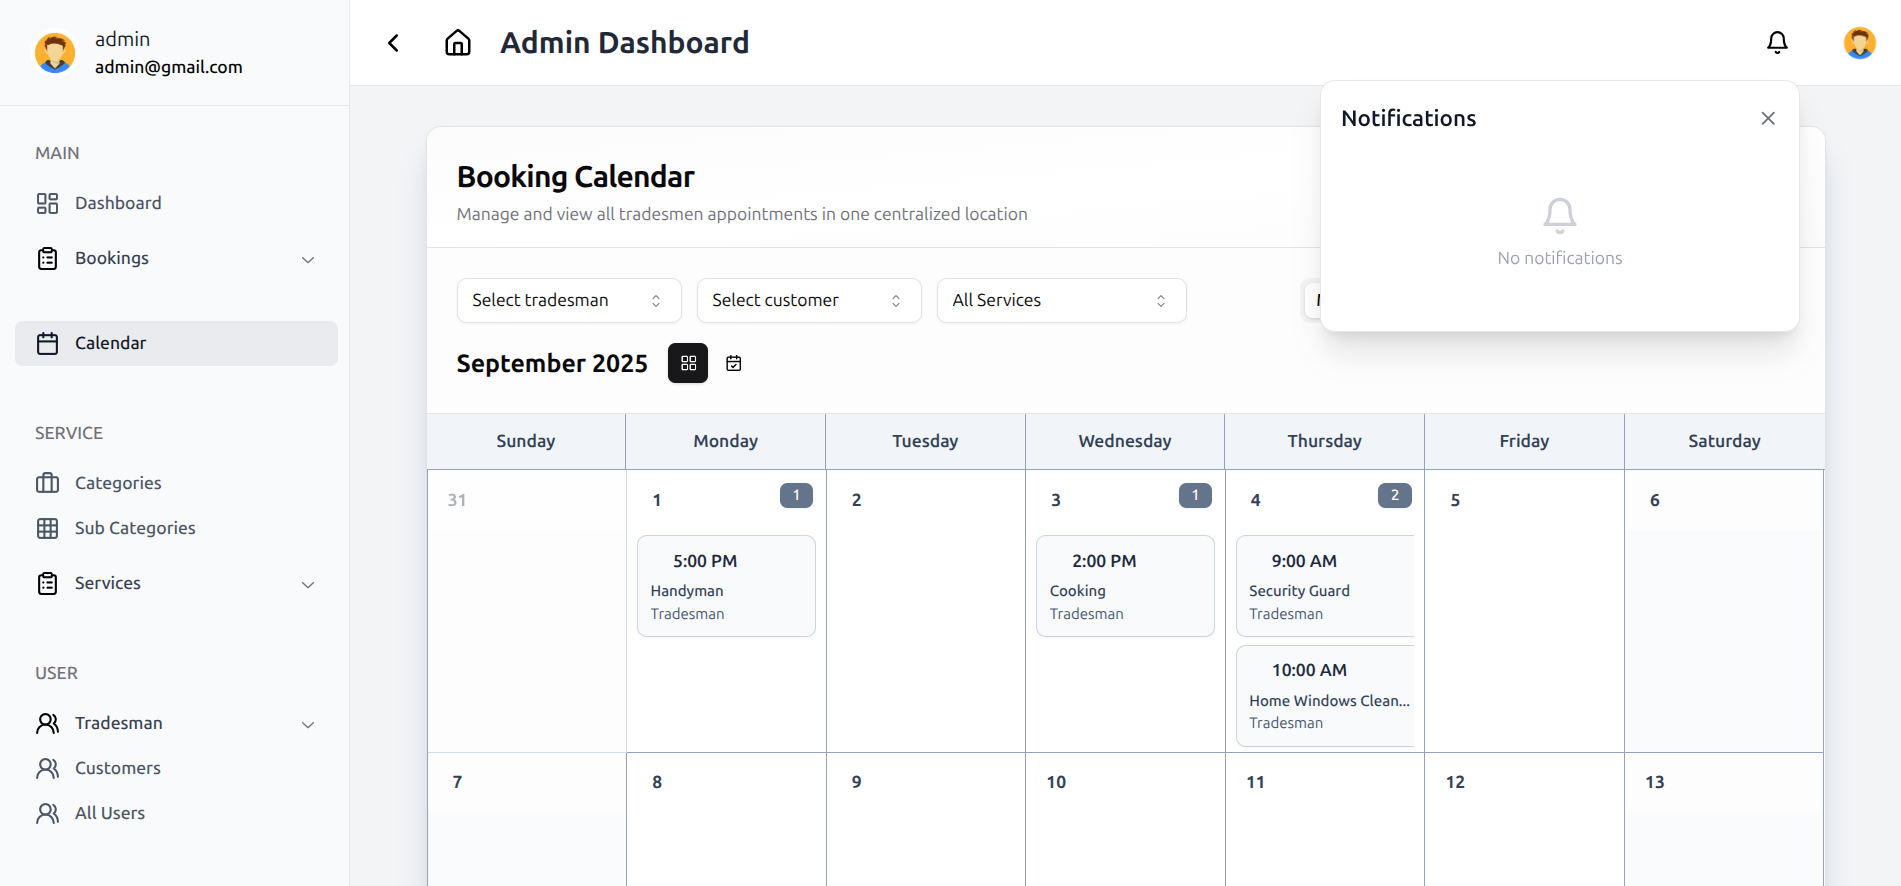 admin
admin@gmail.com
MAIN
Dashboard
Bookings
Calendar
SERVICE
Categories
Sub Categories
Services
USER
Tradesman
Customers
All Users
Admin Dashboard
Notifications
No notifications
Booking Calendar
Manage and view all tradesmen appointments in one centralized location
Select tradesman
Select customer
All Services
September 2025
Sunday Monday Tuesday Wednesday Thursday Friday Saturday
31
1 1
5:00 PM
Handyman
Tradesman
2
3 1
2:00 PM
Cooking
Tradesman
4 2
9:00 AM
Security Guard
Tradesman
10:00 AM
Home Windows Clean...
Tradesman
5
6
7 8 9 10 11 12 13